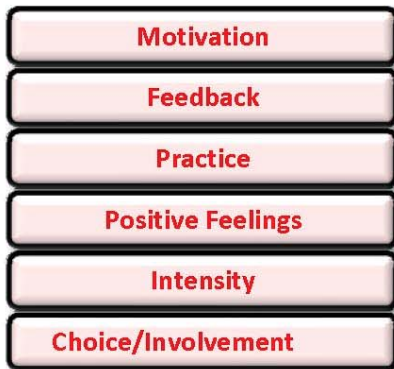 Motivation
Feedback
Practice
Positive Feelings
Intensity
Choice/Involvement